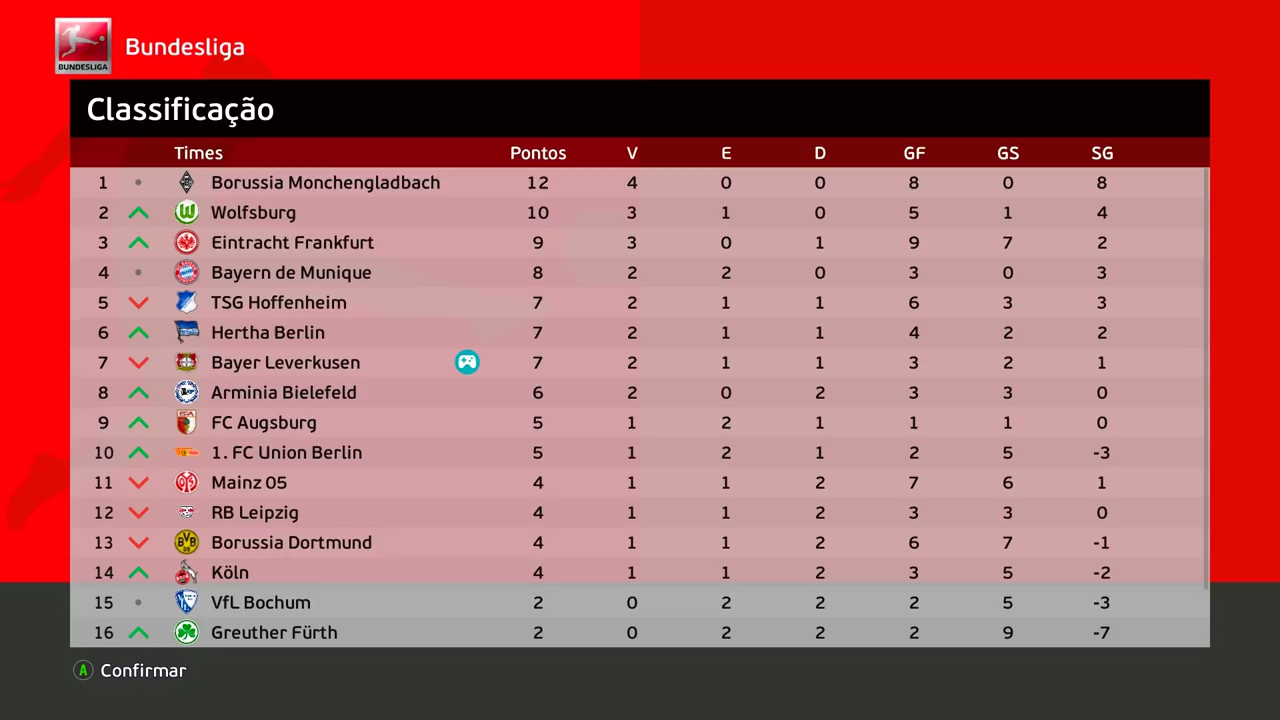 BUNDESLIGA
Bundesliga
Classificação
Times Pontos V E D GF GS SG
1 Borussia Monchengladbach 12 4 0 0 8 0 8
2 Wolfsburg 10 3 1 0 5 1 4
3 Eintracht Frankfurt 9 3 0 1 9 7 2
4 Bayern de Munique 8 2 2 0 3 0 3
5 TSG Hoffenheim 7 2 1 1 6 3 3
6 Hertha Berlin 7 2 1 1 4 2 2
7 Bayer Leverkusen 7 2 1 1 3 2 1
8 Arminia Bielefeld 6 2 0 2 3 3 0
9 FC Augsburg 5 1 2 1 1 1 0
10 1. FC Union Berlin 5 1 2 1 2 5 -3
11 Mainz 05 4 1 1 2 7 6 1
12 RB Leipzig 4 1 1 2 3 3 0
13 Borussia Dortmund 4 1 1 2 6 7 -1
14 Köln 4 1 1 2 3 5 -2
15 VfL Bochum 2 0 2 2 2 5 -3
16 Greuther Fürth 2 0 2 2 2 9 -7
A Confirmar